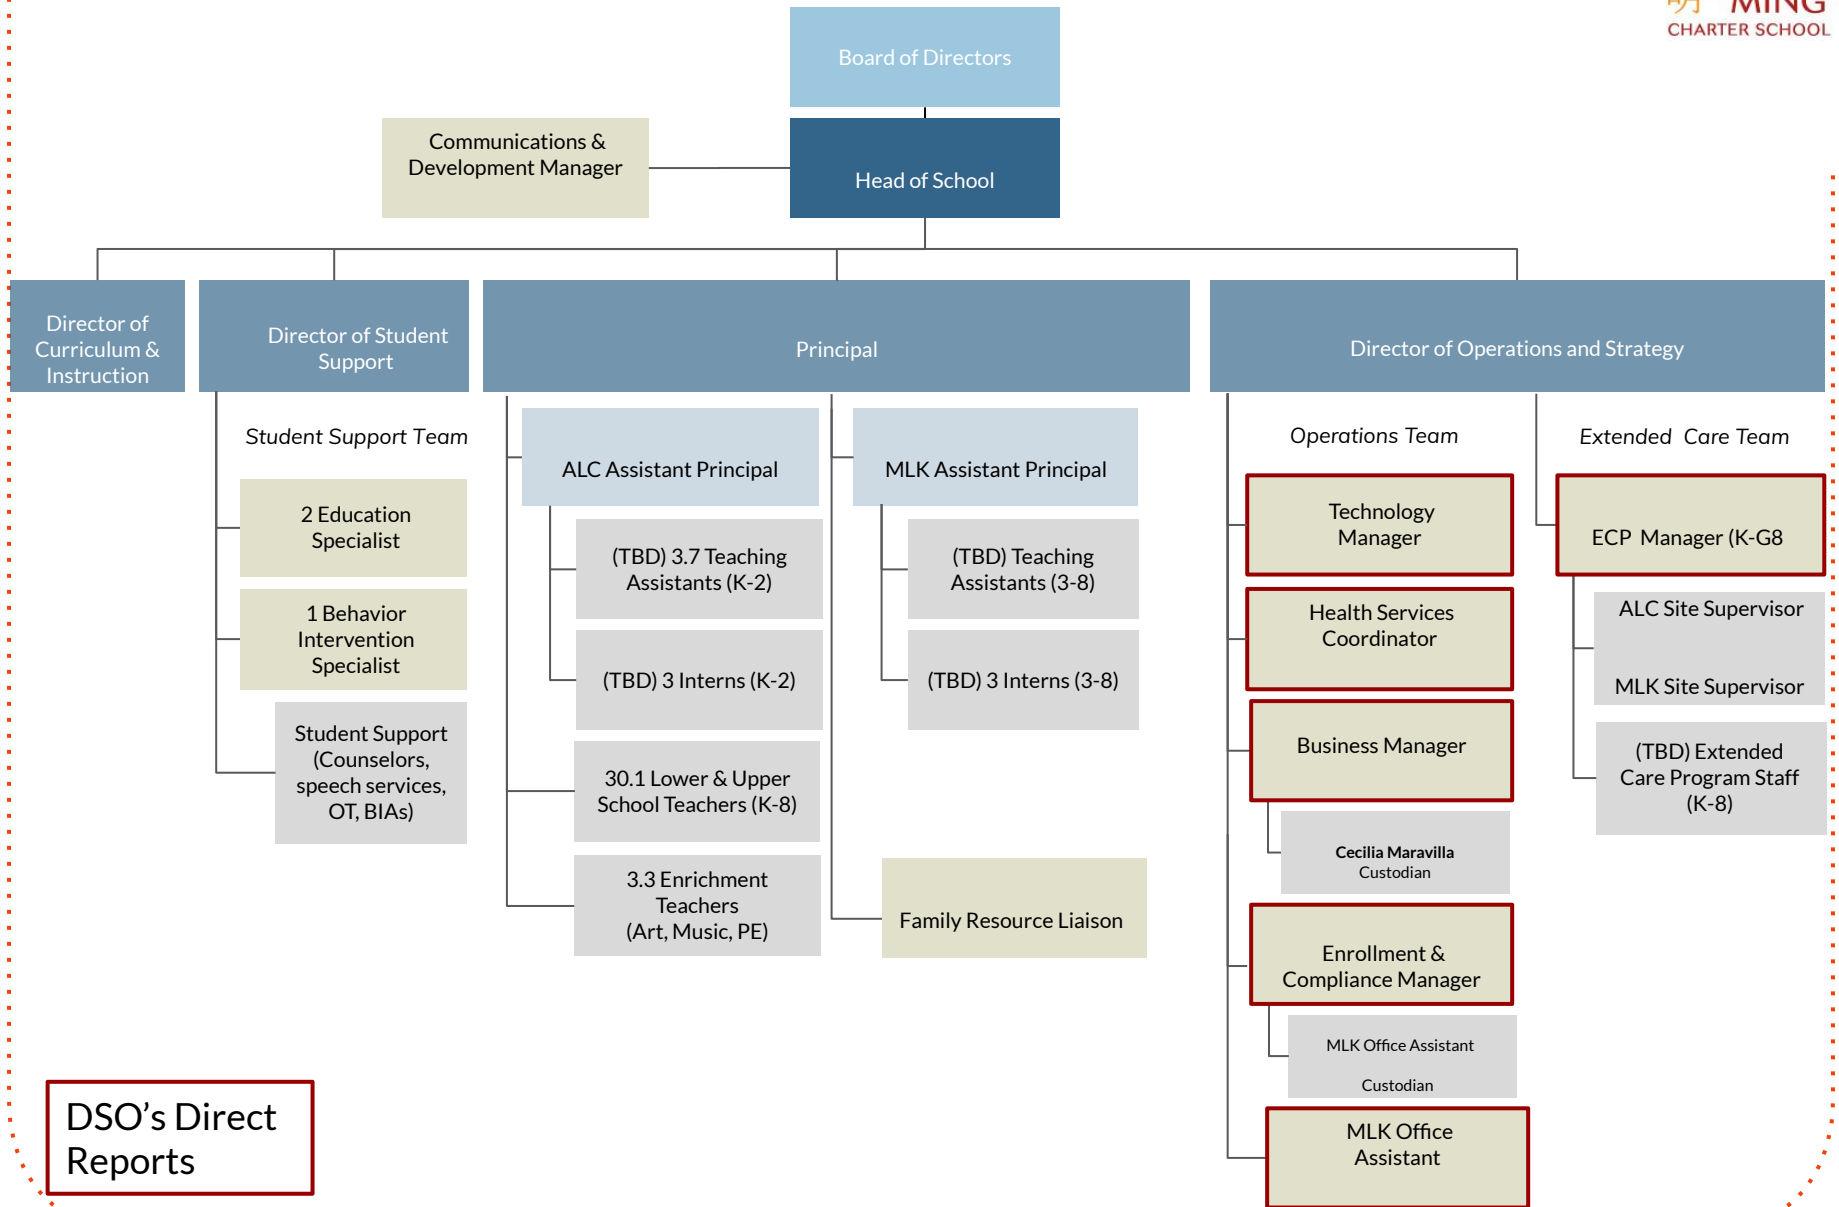 明 MING
CHARTER SCHOOL
Board of Directors
Communications &
Development Manager
Head of School
Director of
Curriculum &
Instruction
Director of Student
Support
Principal
Director of Operations and Strategy
Student Support Team
2 Education
Specialist
1 Behavior
Intervention
Specialist
Student Support
(Counselors,
speech services,
OT, BIAs)
ALC Assistant Principal
(TBD) 3.7 Teaching
Assistants (K-2)
(TBD) 3 Interns (K-2)
30.1 Lower & Upper
School Teachers (K-8)
3.3 Enrichment
Teachers
(Art, Music, PE)
MLK Assistant Principal
(TBD) Teaching
Assistants (3-8)
(TBD) 3 Interns (3-8)
Family Resource Liaison
Operations Team
Technology
Manager
Health Services
Coordinator
Business Manager
Cecilia Maravilla
Custodian
Enrollment &
Compliance Manager
MLK Office Assistant
Custodian
MLK Office
Assistant
Extended Care Team
ECP Manager (K-G8
ALC Site Supervisor
MLK Site Supervisor
(TBD) Extended
Care Program Staff
(K-8)
DSO's Direct
Reports